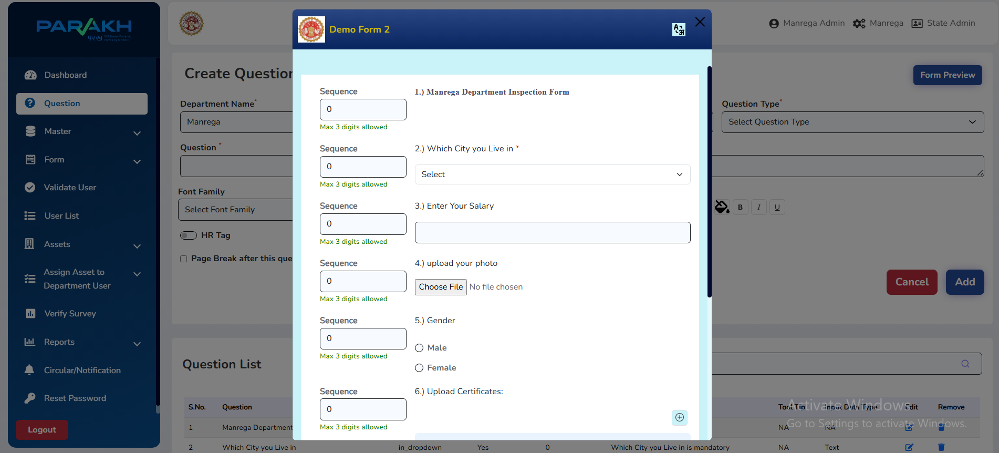 PARAKH
परख
Dashboard
Question
Master
Form
Validate User
User List
Assets
Assign Asset to
Department User
Verify Survey
Reports
Circular/Notification
Reset Password
Logout
Manrega Admin
Manrega
State Admin
Create Question
Form Preview
Department Name*
Manrega
Question Type*
Select Question Type
Question *
Font Family
Select Font Family
B I U
HR Tag
Page Break after this que
Cancel
Add
Question List
S.No. Question Tool Tip Input Data Type Edit Remove
1 Manrega Department NA NA
2 Which City you Live in in_dropdown Yes 0 Which City you Live in is mandatory NA Text
Demo Form 2
Sequence
0
Max 3 digits allowed
1.) Manrega Department Inspection Form
Sequence
0
Max 3 digits allowed
2.) Which City you Live in *
Select
Sequence
0
Max 3 digits allowed
3.) Enter Your Salary
Sequence
0
Max 3 digits allowed
4.) upload your photo
Choose File No file chosen
Sequence
0
Max 3 digits allowed
5.) Gender
Male
Female
Sequence
0
Max 3 digits allowed
6.) Upload Certificates:
Activate Windows
Go to Settings to activate Windows.